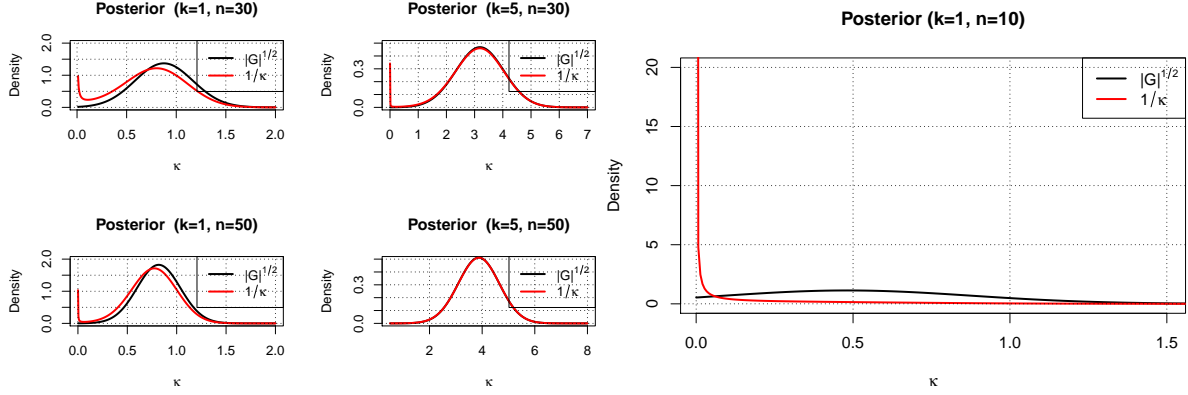 Posterior  (k=1, n=30)
Density
0.0 1.0 2.0
|G|^1/2
1/κ
0.0 0.5 1.0 1.5 2.0
κ
Posterior  (k=5, n=30)
Density
0.0 0.3
|G|^1/2
1/κ
0 1 2 3 4 5 6 7
κ
Posterior  (k=1, n=50)
Density
0.0 1.0 2.0
|G|^1/2
1/κ
0.0 0.5 1.0 1.5 2.0
κ
Posterior  (k=5, n=50)
Density
0.0 0.3
|G|^1/2
1/κ
2 4 6 8
κ
Posterior (k=1, n=10)
Density
0 5 10 15 20
|G|^1/2
1/κ
0.0 0.5 1.0 1.5
κ